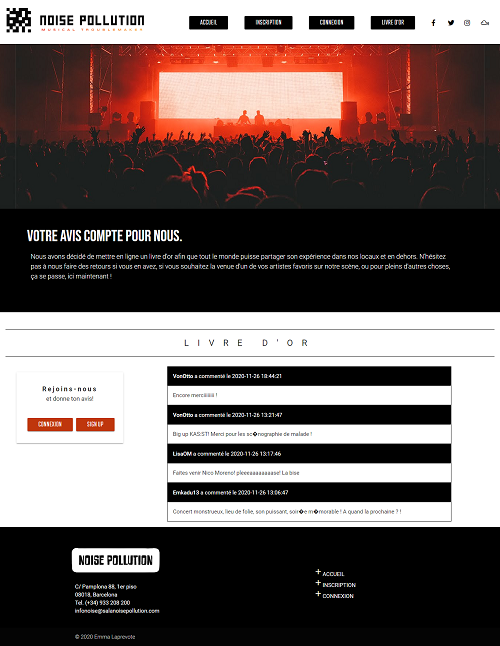 NOISE POLLUTION
MUSICAL TROUBLEMAKER
ACCUEIL
INSCRIPTION
CONNEXION
LIVRE D'OR
VOTRE AVIS COMPTE POUR NOUS.
Nous avons décidé de mettre en ligne un livre d'or afin que tout le monde puisse partager son expérience dans nos locaux et en dehors. N'hésitez
pas à nous faire des retours si vous en avez, si vous souhaitez la venue d'un de vos artistes favoris sur notre scène, ou pour pleins d'autres choses,
ça se passe, ici maintenant !
LIVRE D'OR
Rejoins-nous
et donne ton avis!
CONNEXION
SIGN UP
VonOtto a commenté le 2020-11-26 18:44:21
Encore merciiiiiii !
VonOtto a commenté le 2020-11-26 13:21:47
Big up KAS:ST! Merci pour les sc�nographie de malade !
LisaOM a commenté le 2020-11-26 13:17:46
Faites venir Nico Moreno! pleeeaaaaaaase! La bise
Emkadu13 a commenté le 2020-11-26 13:06:47
Concert monstrueux, lieu de folie, son puissant, soir�e m�morable ! A quand la prochaine ? !
NOISE POLLUTION
C/ Pamplona 88, 1er piso
08018, Barcelona
Tel. (+34) 933 208 200
infonoise@salanoisepollution.com
+ ACCUEIL
+ INSCRIPTION
+ CONNEXION
© 2020 Emma Laprevote